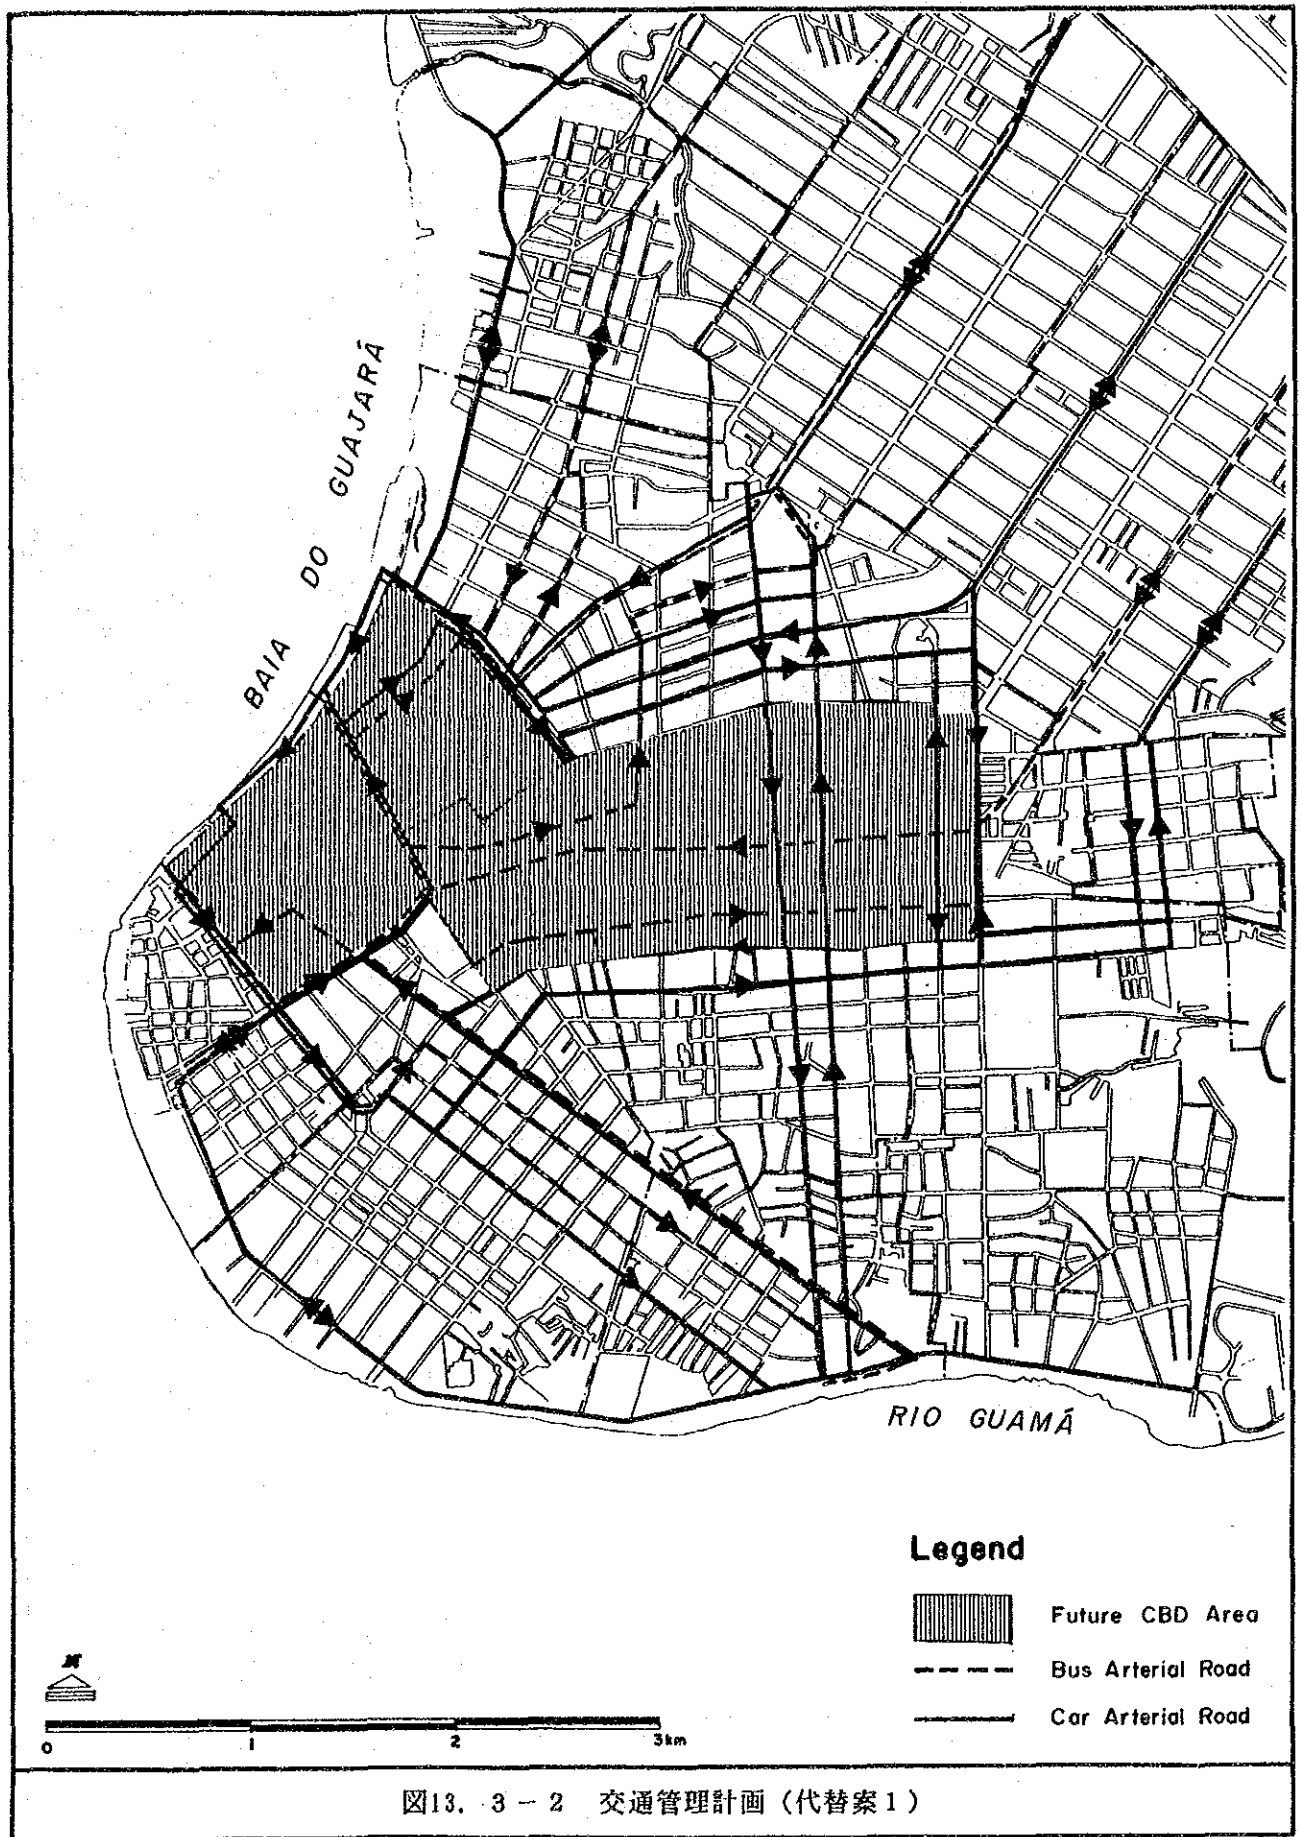 BAIA DO GUAJARÁ
RIO GUAMÁ
Legend
Future CBD Area
Bus Arterial Road
Car Arterial Road
N
0 1 2 3km
図13. 3-2 交通管理計画 (代替案1)